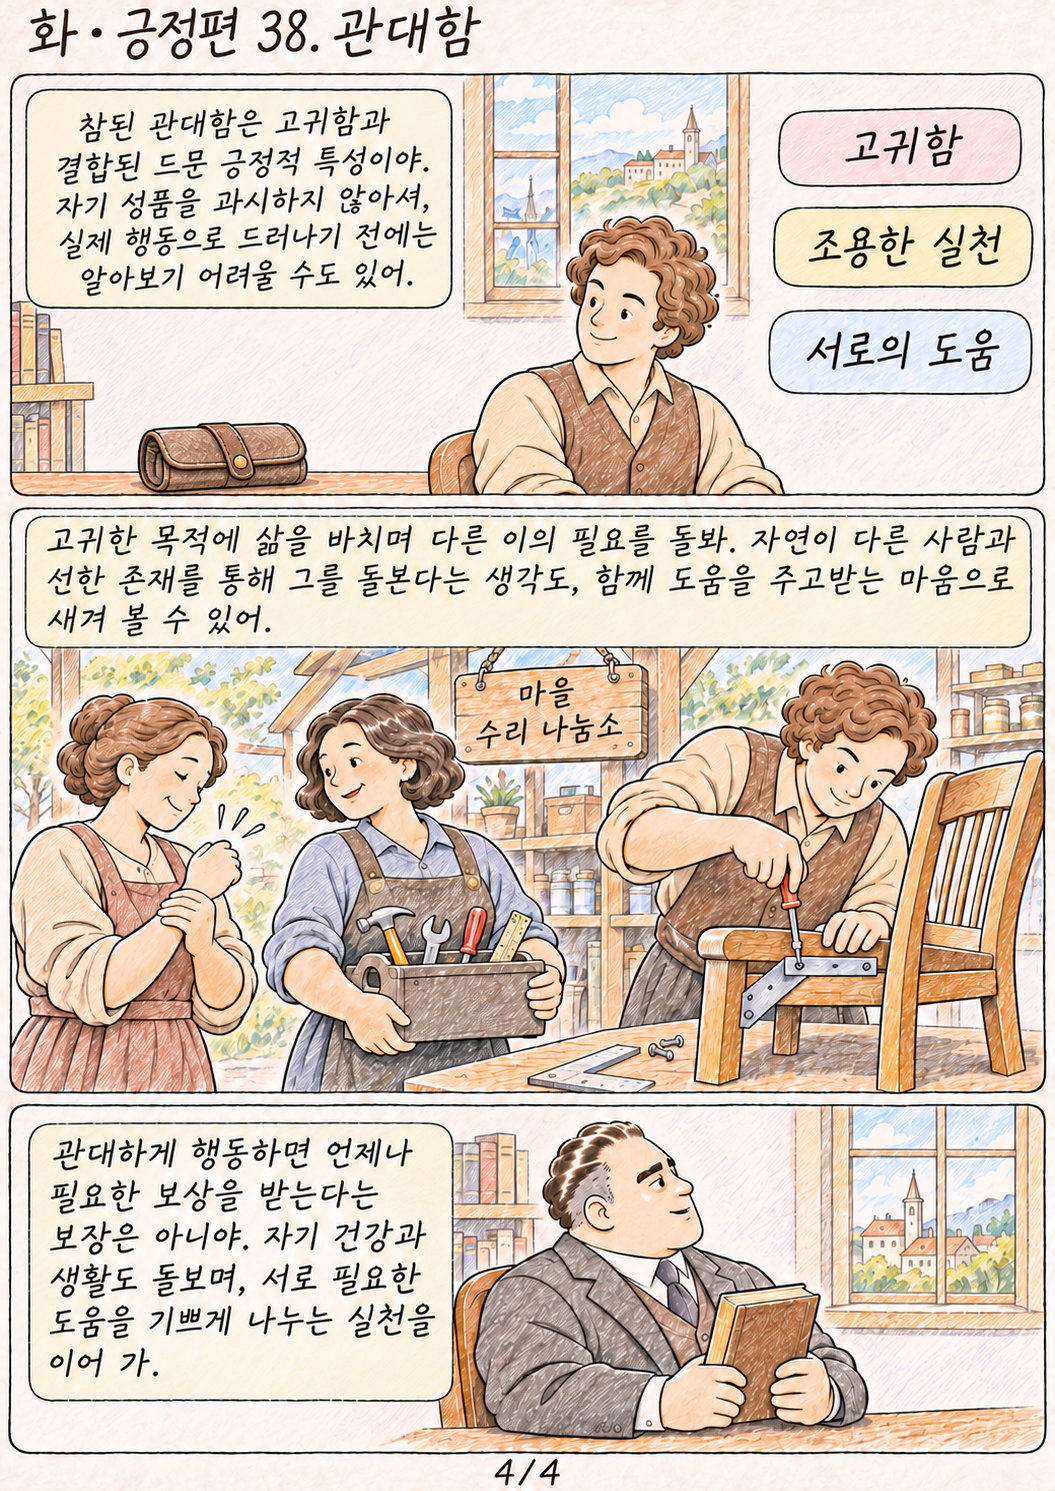 화·긍정편 38. 관대함
참된 관대함은 고귀함과
결합된 드문 긍정적 특성이야.
자기 성품을 과시하지 않아셔,
실제 행동으로 드러나기 전에는
알아보기 어려울 수도 있어.
고귀함
조용한 실천
서로의 도움
고귀한 목적에 삶을 바치며 다른 이의 필요를 돌봐. 자연이 다른 사람과
선한 존재를 통해 그를 돌본다는 생각도, 함께 도움을 주고받는 마움으로
새겨 볼 수 있어.
마을
수리 나눔소
관대하게 행동하면 언제나
필요한 보상을 받는다는
보장은 아니야. 자기 건강과
생활도 돌보며, 서로 필요한
도움을 기쁘게 나누는 실천을
이어 가.
4/4